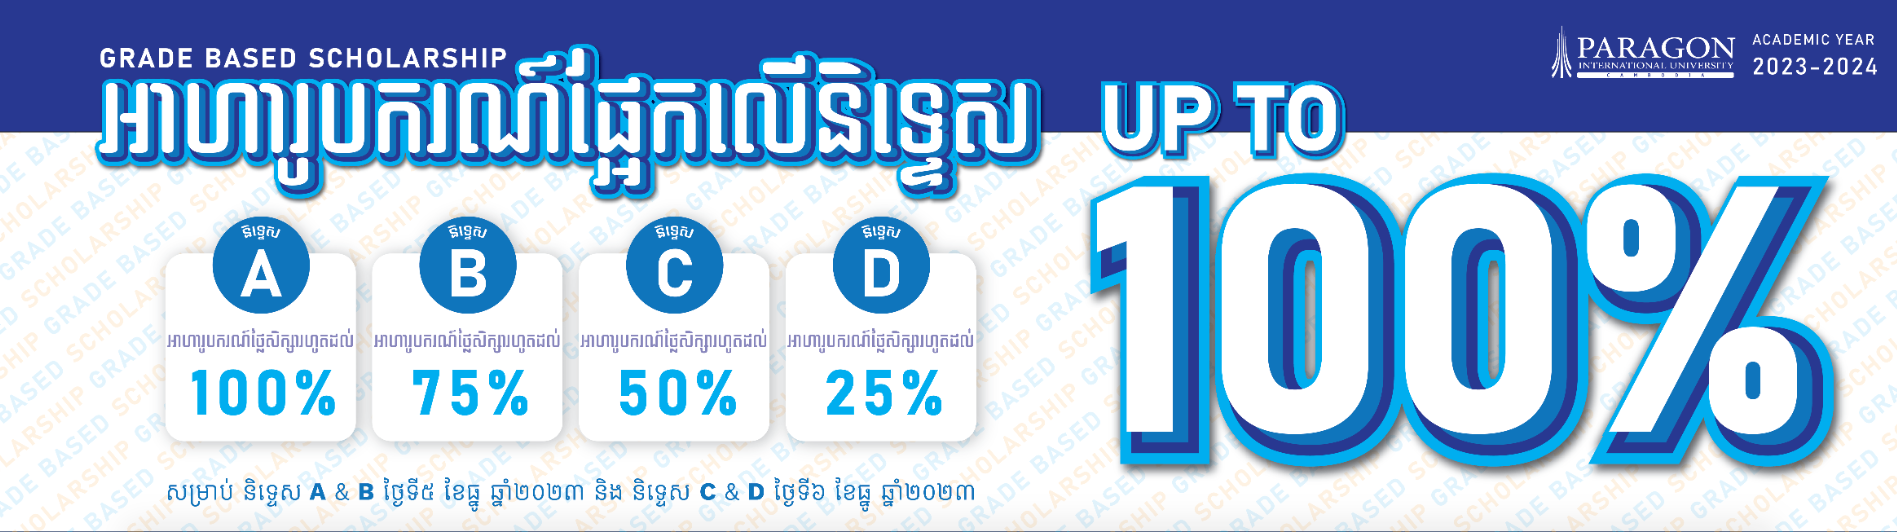 GRADE BASED SCHOLARSHIP
អាហារូបករណ៍ផ្អែកលើនិទ្ទេស
UP TO
100%
PARAGON
INTERNATIONAL UNIVERSITY
CAMBODIA
ACADEMIC YEAR
2023-2024
និទ្ទេស
A
អាហារូបករណ៍ថ្លៃសិក្សារហូតដល់
100%
និទ្ទេស
B
អាហារូបករណ៍ថ្លៃសិក្សារហូតដល់
75%
និទ្ទេស
C
អាហារូបករណ៍ថ្លៃសិក្សារហូតដល់
50%
និទ្ទេស
D
អាហារូបករណ៍ថ្លៃសិក្សារហូតដល់
25%
សម្រាប់ និទ្ទេស A & B ថ្ងៃទី៥ ខែធ្នូ ឆ្នាំ២០២៣ និង និទ្ទេស C & D ថ្ងៃទី៦ ខែធ្នូ ឆ្នាំ២០២៣